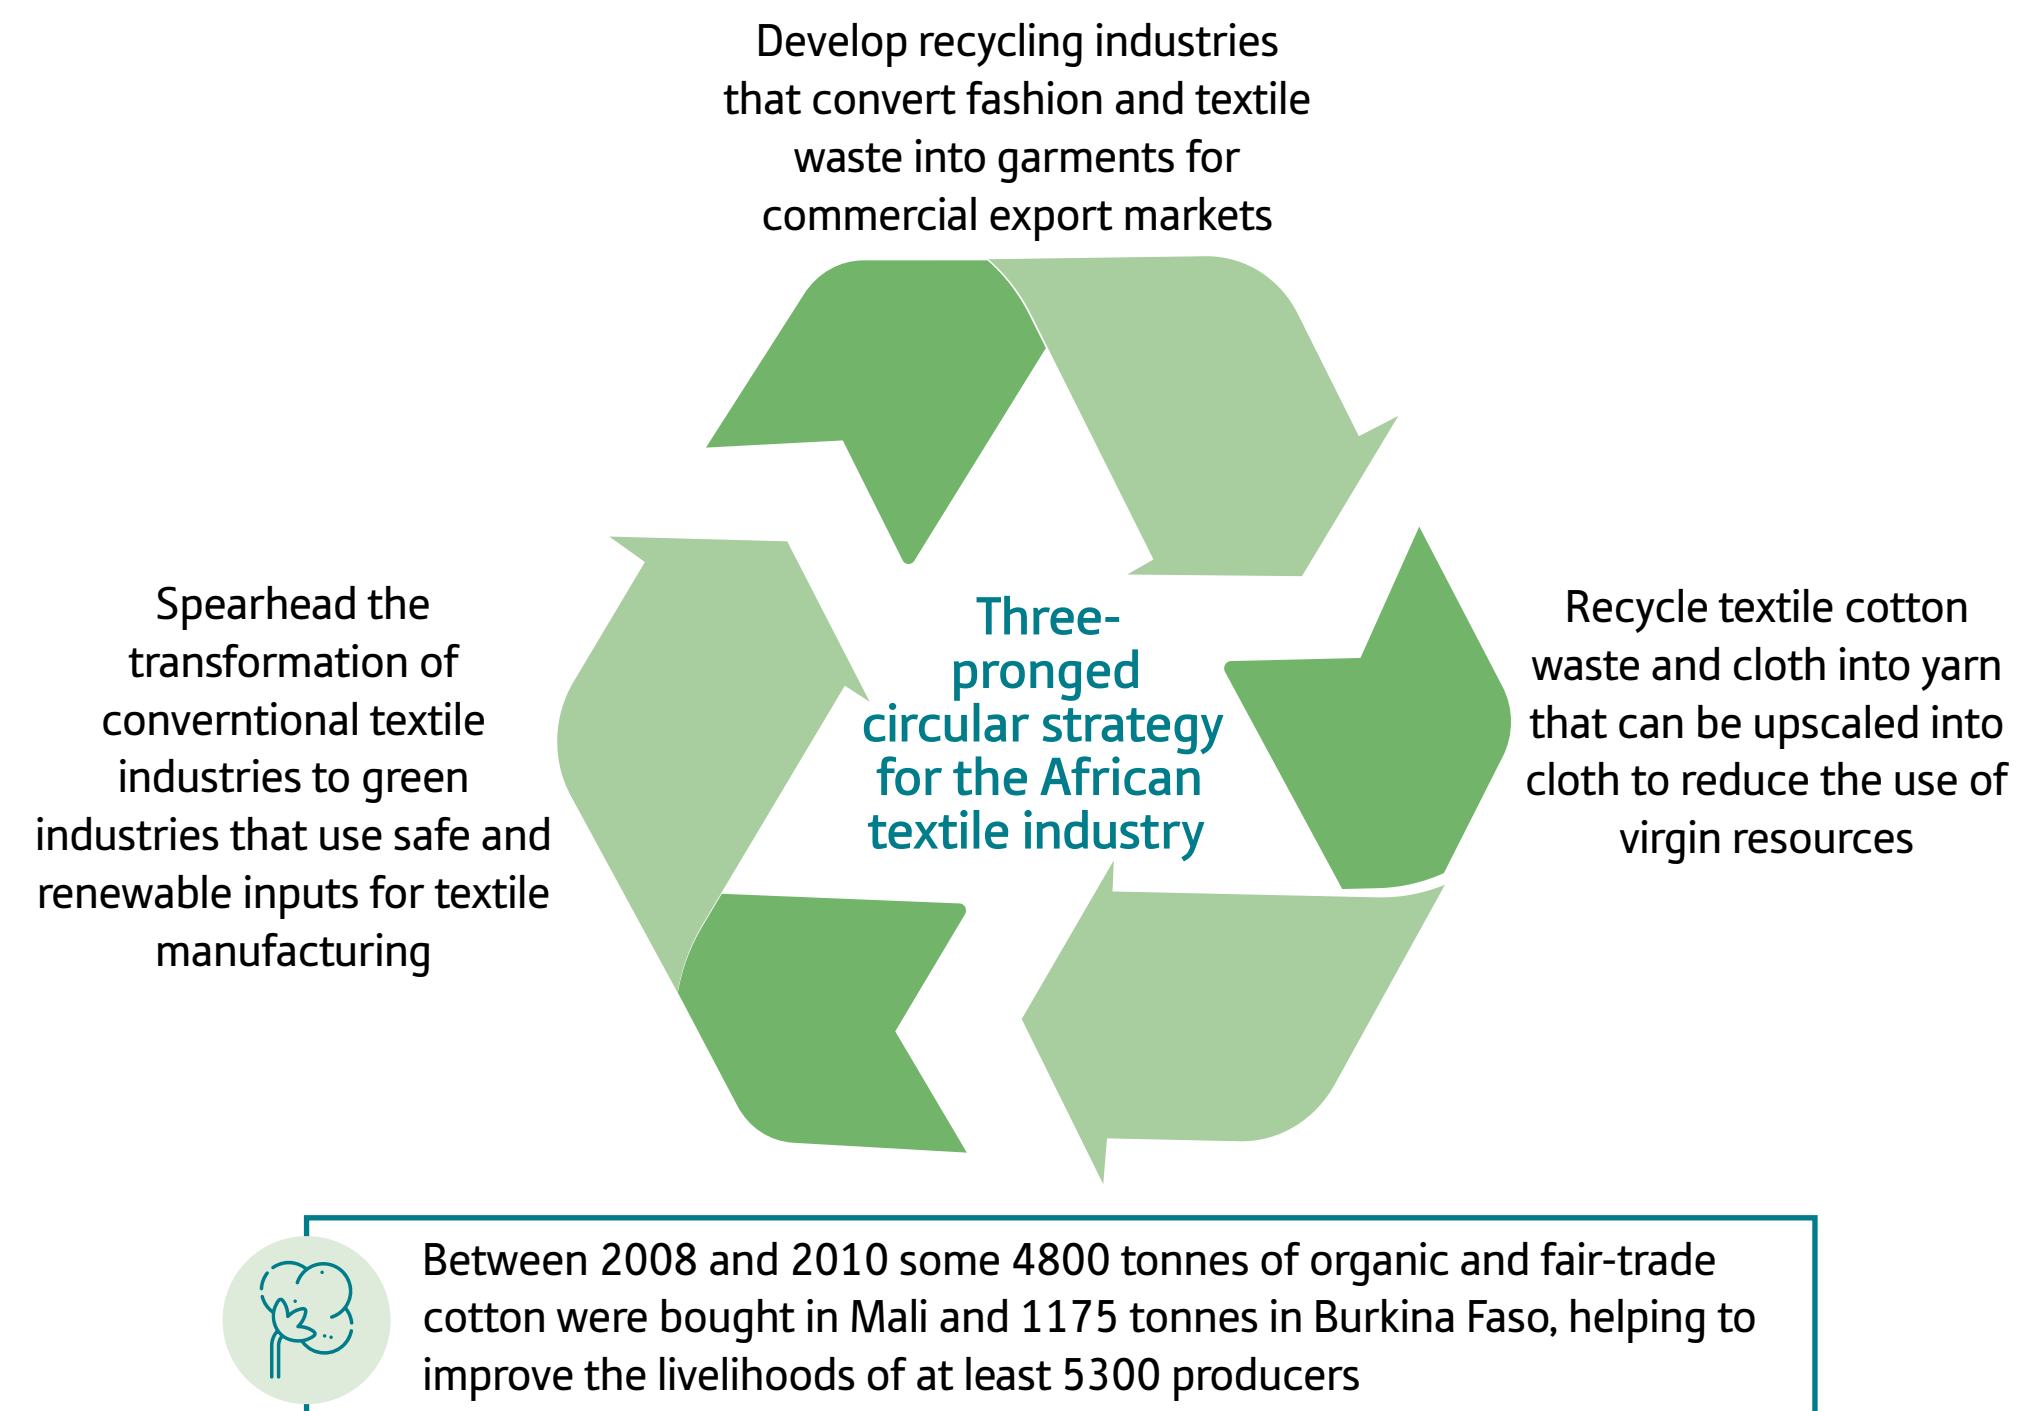 Develop recycling industries
that convert fashion and textile
waste into garments for
commercial export markets
Spearhead the
transformation of
converntional textile
industries to green
industries that use safe and
renewable inputs for textile
manufacturing
Three-
pronged
circular strategy
for the African
textile industry
Recycle textile cotton
waste and cloth into yarn
that can be upscaled into
cloth to reduce the use of
virgin resources
Between 2008 and 2010 some 4800 tonnes of organic and fair-trade
cotton were bought in Mali and 1175 tonnes in Burkina Faso, helping to
improve the livelihoods of at least 5300 producers